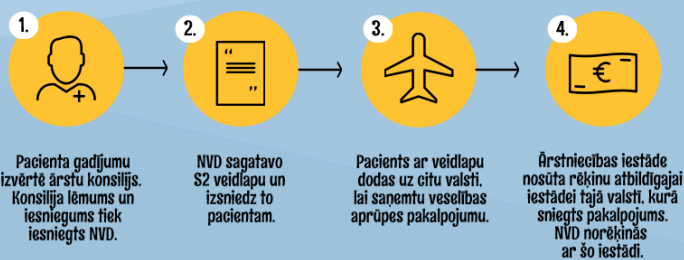 1.
Pacienta gadījumu
izvērtē ārstu konsilijs.
Konsilija lēmums un
iesniegums tiek
iesniegts NVD.
2.
NVD sagatavo
S2 veidlapu un
izsniedz to
pacientam.
3.
Pacients ar veidlapu
dodas uz citu valsti,
lai saņemtu veselības
aprūpes pakalpojumu.
4.
€
Ārstniecības iestāde
nosūta rēķinu atbildīgajai
iestādei tajā valstī, kurā
sniegts pakalpojums.
NVD norēķinās
ar šo iestādi.